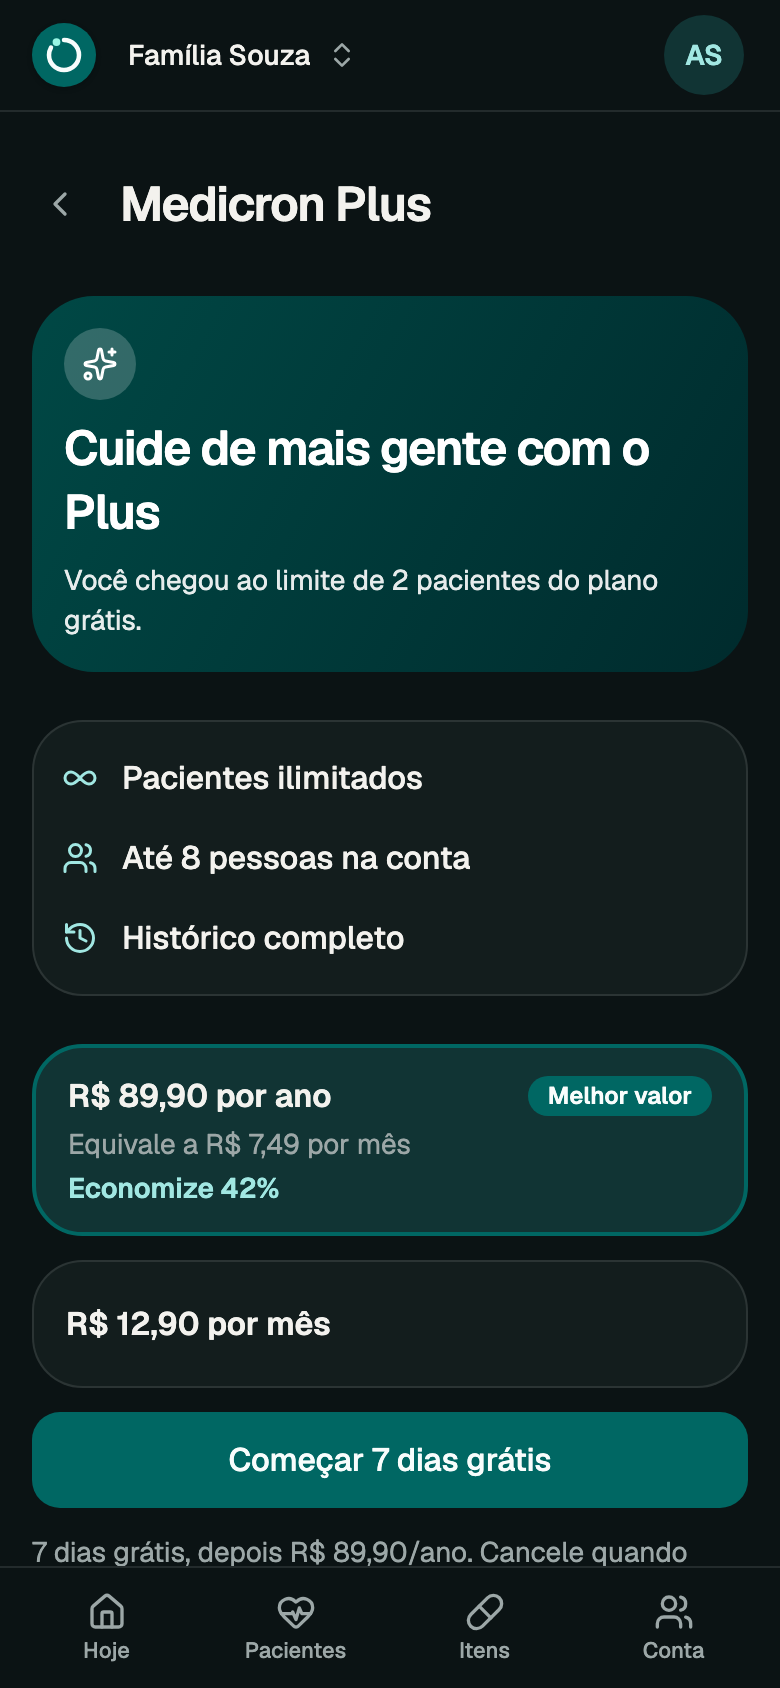 Família Souza
AS
Medicron Plus
Cuide de mais gente com o
Plus
Você chegou ao limite de 2 pacientes do plano
grátis.
Pacientes ilimitados
Até 8 pessoas na conta
Histórico completo
R$ 89,90 por ano
Melhor valor
Equivale a R$ 7,49 por mês
Economize 42%
R$ 12,90 por mês
Começar 7 dias grátis
7 dias grátis, depois R$ 89,90/ano. Cancele quando
Hoje
Pacientes
Itens
Conta